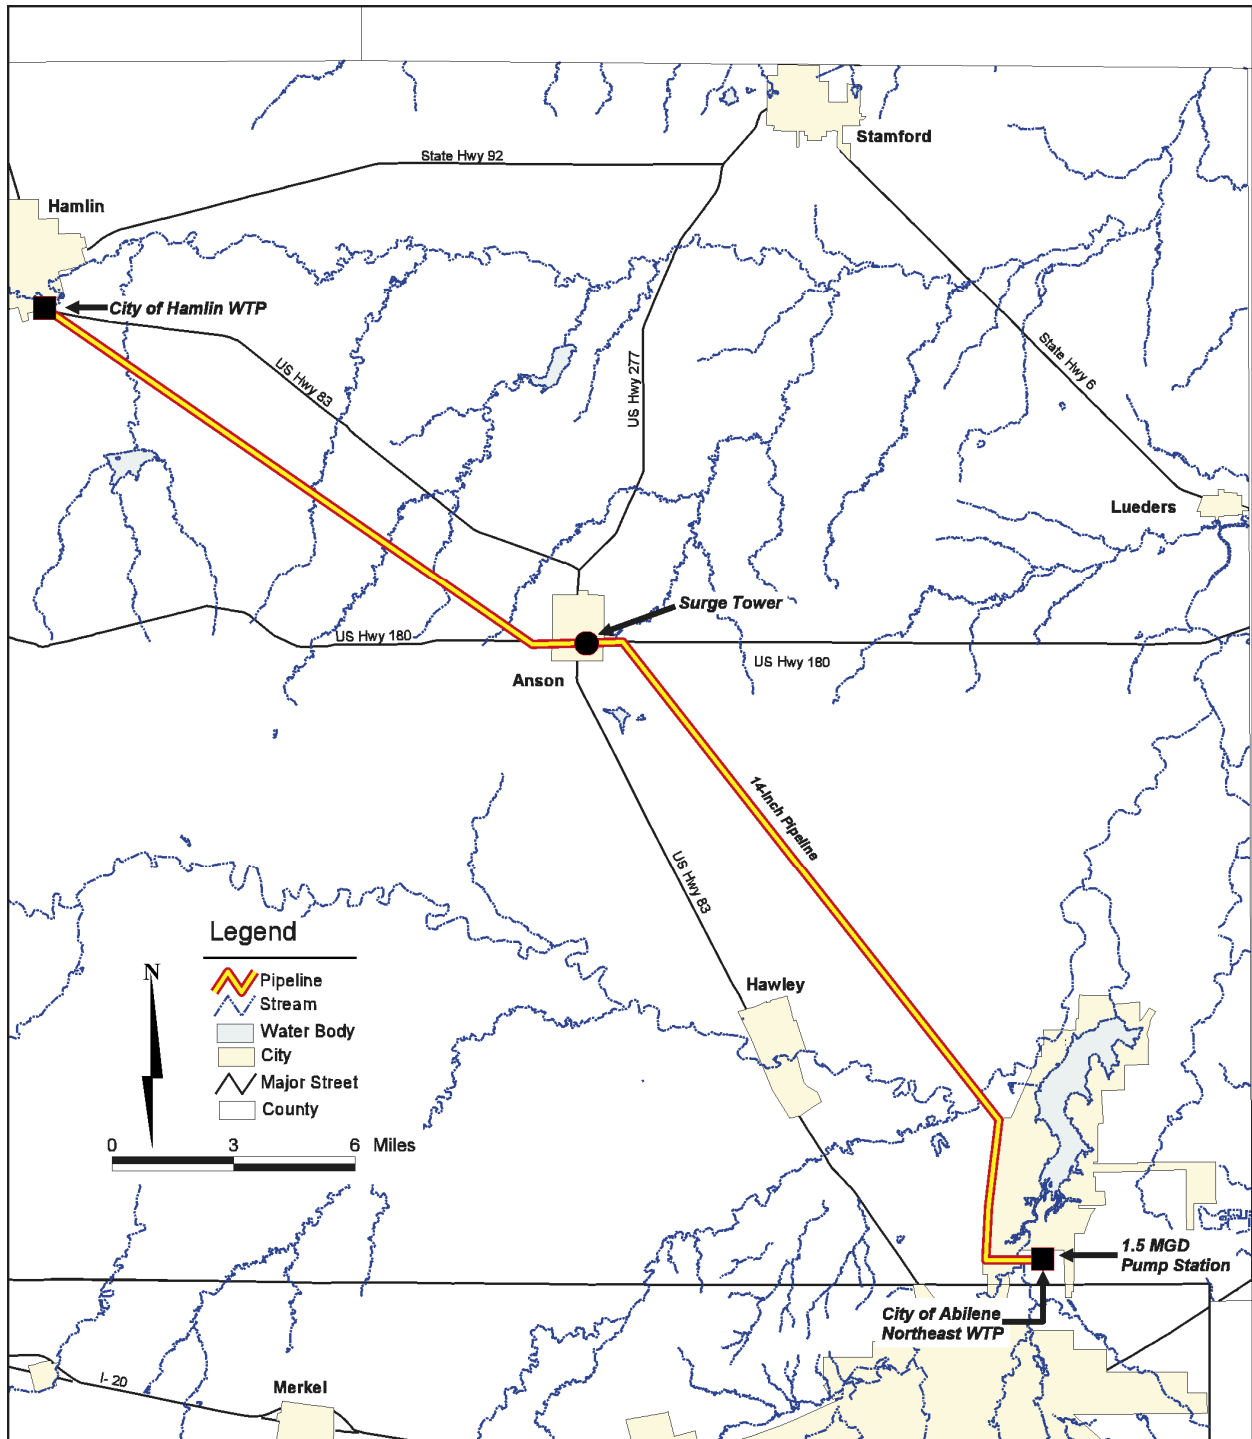 Stamford
State Hwy 92
Hamlin
City of Hamlin WTP
US Hwy 83
US Hwy 277
State Hwy 6
Lueders
Surge Tower
US Hwy 180
US Hwy 180
Anson
14-Inch Pipeline
US Hwy 83
Legend
N
Pipeline
Stream
Water Body
City
Major Street
County
0 3 6 Miles
Hawley
1.5 MGD
Pump Station
City of Abilene
Northeast WTP
I- 20
Merkel